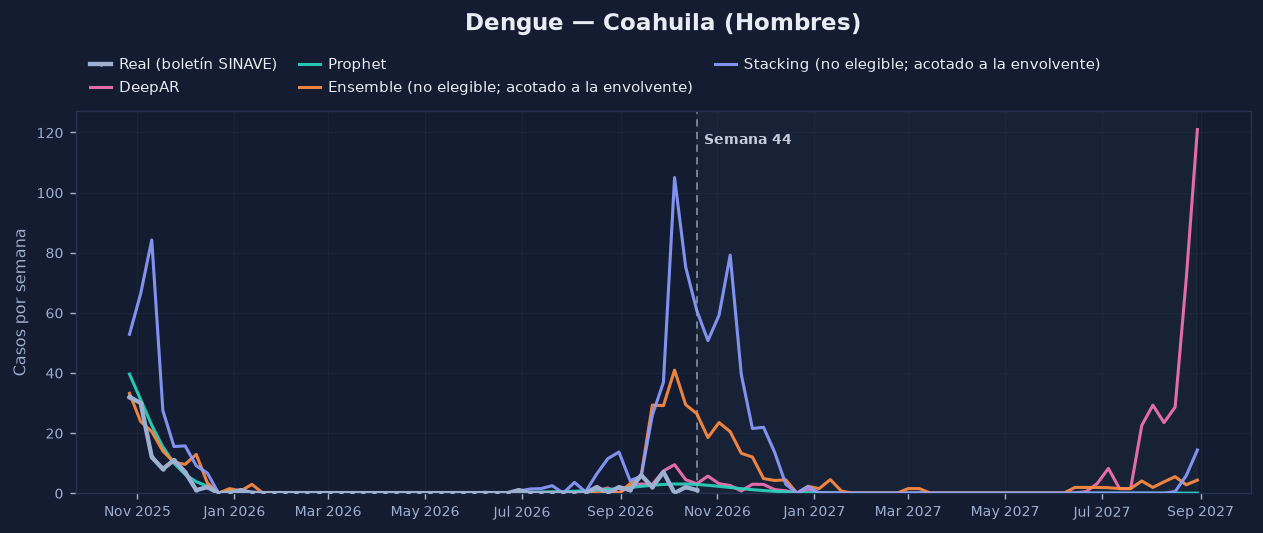 Dengue — Coahuila (Hombres)
Real (boletín SINAVE)
Prophet
Stacking (no elegible; acotado a la envolvente)
DeepAR
Ensemble (no elegible; acotado a la envolvente)
Casos por semana
120
100
80
60
40
20
0
Semana 44
Nov 2025
Jan 2026
Mar 2026
May 2026
Jul 2026
Sep 2026
Nov 2026
Jan 2027
Mar 2027
May 2027
Jul 2027
Sep 2027